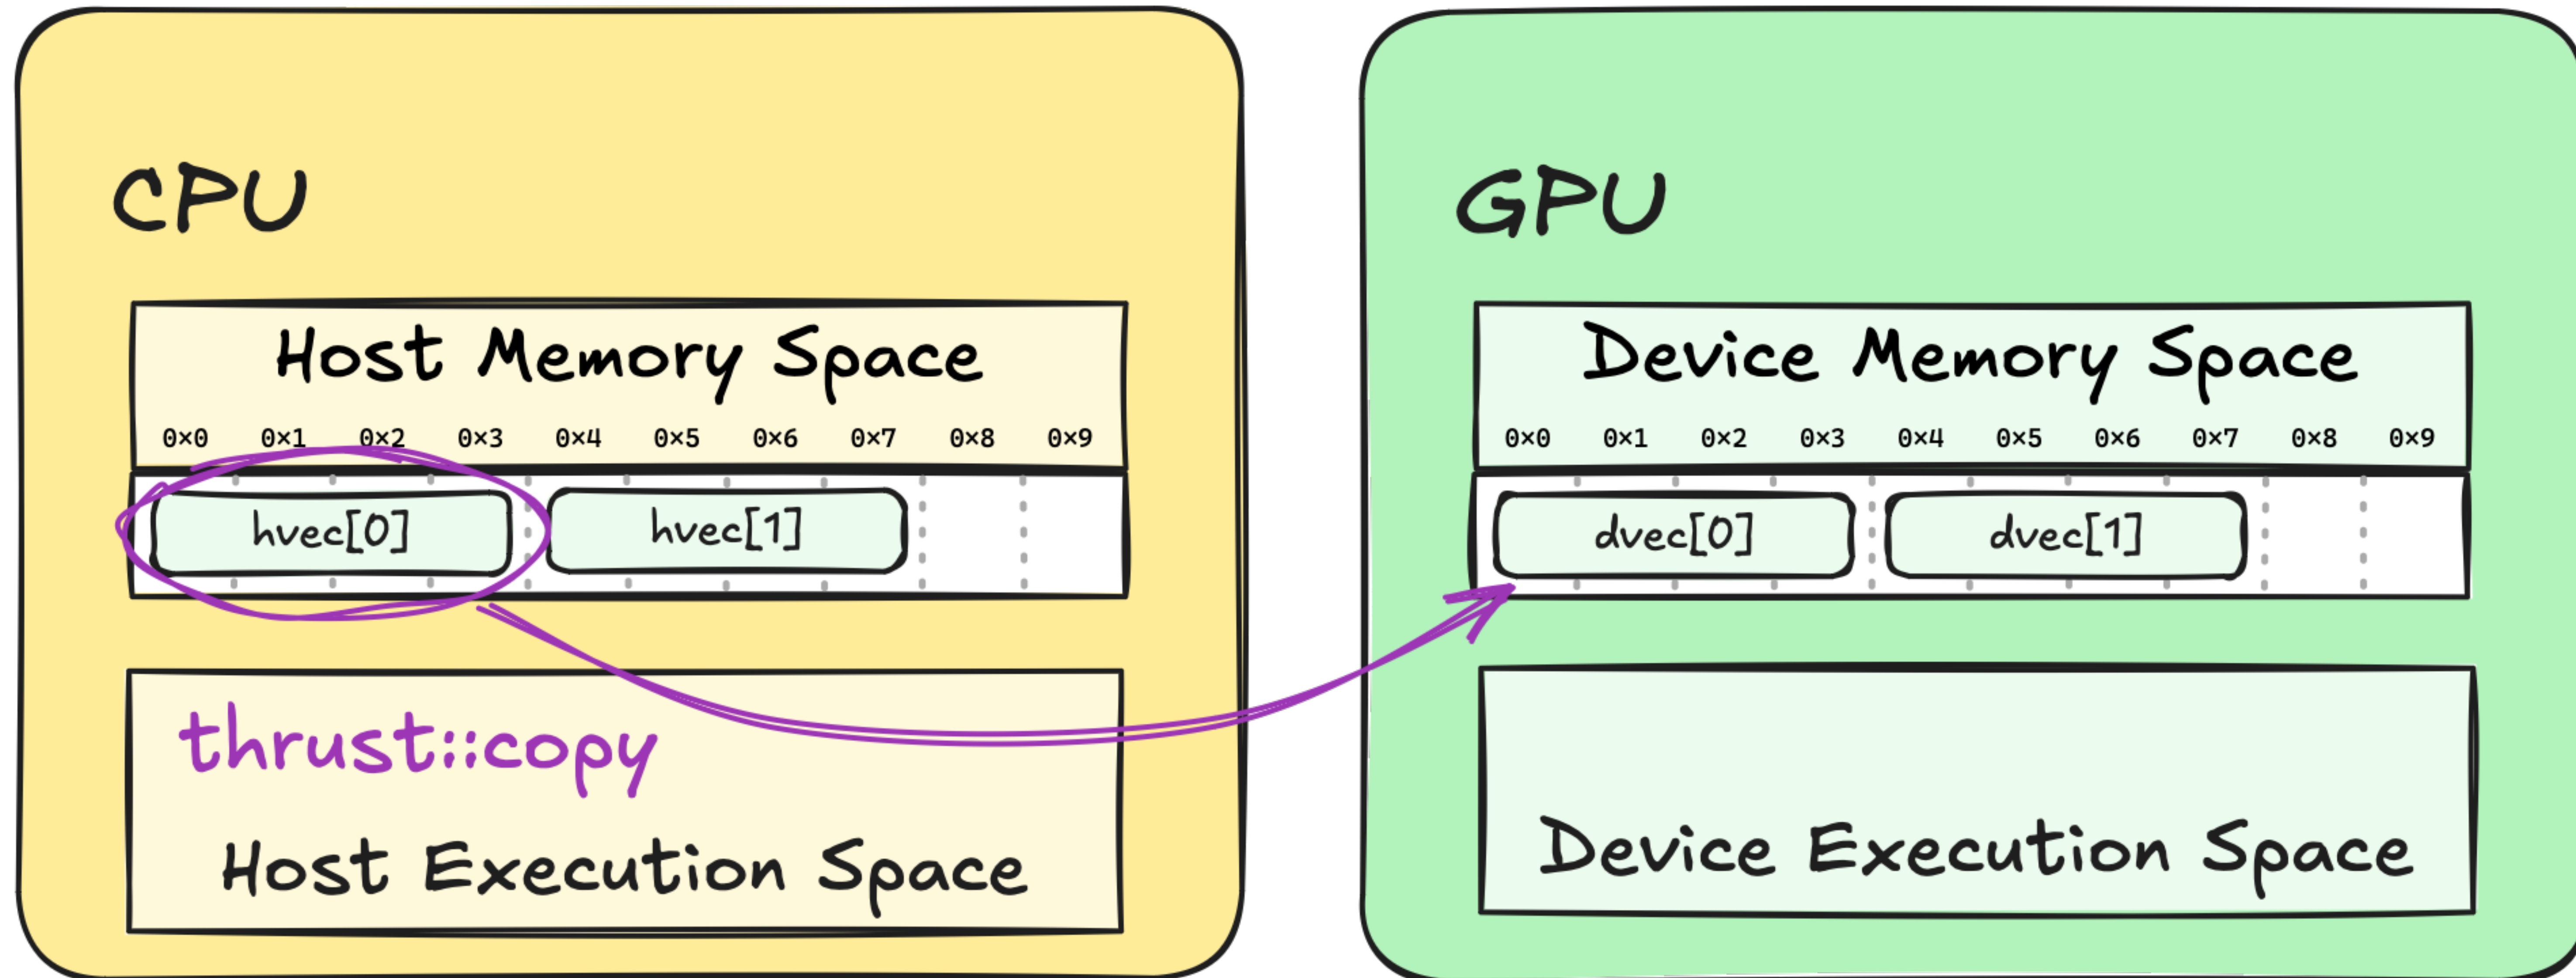 CPU
Host Memory Space
0x0 0x1 0x2 0x3 0x4 0x5 0x6 0x7 0x8 0x9
hvec[0] hvec[1]
thrust::copy
Host Execution Space
GPU
Device Memory Space
0x0 0x1 0x2 0x3 0x4 0x5 0x6 0x7 0x8 0x9
dvec[0] dvec[1]
Device Execution Space